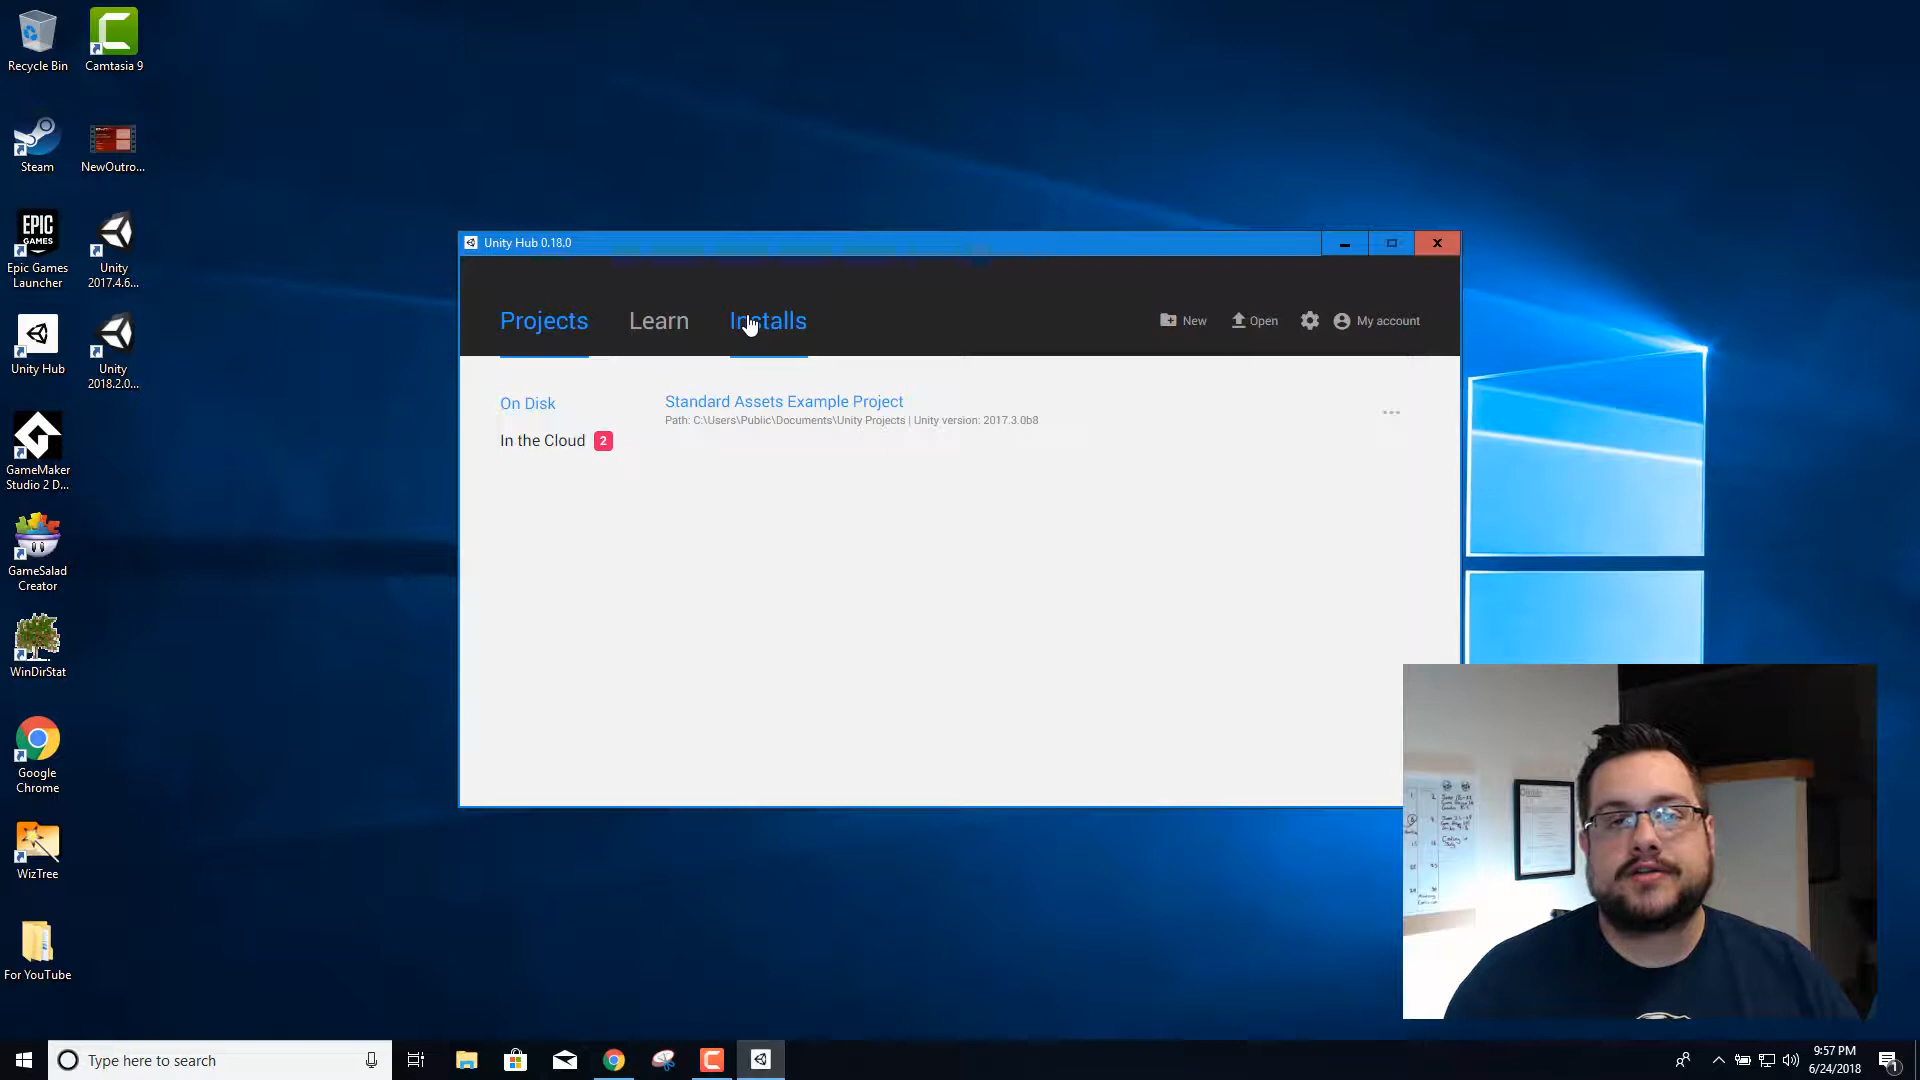 Recycle Bin
Camtasia 9
Steam
NewOutro...
EPIC
GAMES
Epic Games
Launcher
Unity
2017.4.6...
Unity Hub
Unity
2018.2.0...
GameMaker
Studio 2 D...
GameSalad
Creator
WinDirStat
Google
Chrome
WizTree
For YouTube
Unity Hub 0.18.0
Projects
Learn
Installs
New
Open
My account
On Disk
In the Cloud 2
Standard Assets Example Project
Path: C:\Users\Public\Documents\Unity Projects | Unity version: 2017.3.0b8
Type here to search
9:57 PM
6/24/2018
1